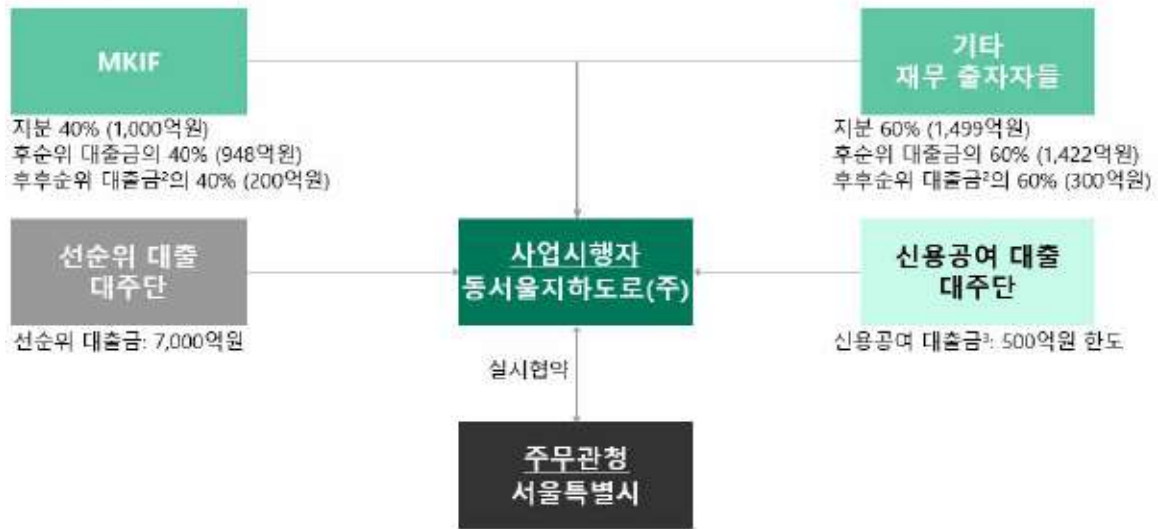 MKIF
지분 40% (1,000억원)
후순위 대출금의 40% (948억원)
후후순위 대출금²의 40% (200억원)
기타
재무 출자자들
지분 60% (1,499억원)
후순위 대출금의 60% (1,422억원)
후후순위 대출금²의 60% (300억원)
선순위 대출
대주단
선순위 대출금: 7,000억원
사업시행자
동서울지하도로(주)
신용공여 대출
대주단
신용공여 대출금³: 500억원 한도
실시협약
주무관청
서울특별시